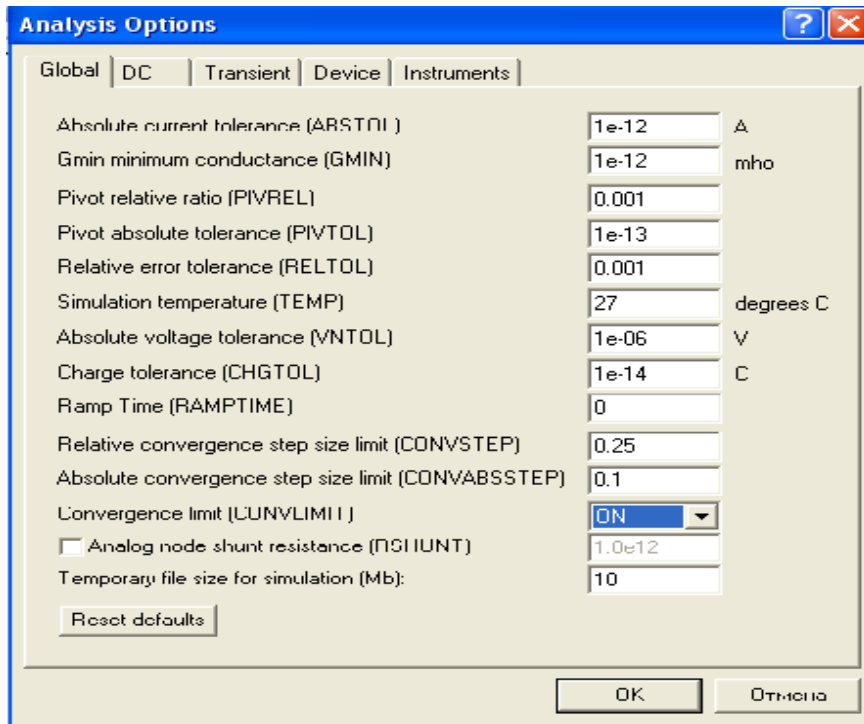 Analysis Options
Global DC Transient Device Instruments
Absolute current tolerance (ABSTOL) 1e-12 A
Gmin minimum conductance (GMIN) 1e-12 mho
Pivot relative ratio (PIVREL) 0.001
Pivot absolute tolerance (PIVTOL) 1e-13
Relative error tolerance (RELTOL) 0.001
Simulation temperature (TEMP) 27 degrees C
Absolute voltage tolerance (VNTOL) 1e-06 V
Charge tolerance (CHGTOL) 1e-14 C
Ramp Time (RAMPTIME) 0
Relative convergence step size limit (CONVSTEP) 0.25
Absolute convergence step size limit (CONVABSSTEP) 0.1
Convergence limit (CONVLIMIT) ON
Analog node shunt resistance (RSHUNT) 1.0e12
Temporary file size for simulation (Mb): 10
Reset defaults
OK Отмена